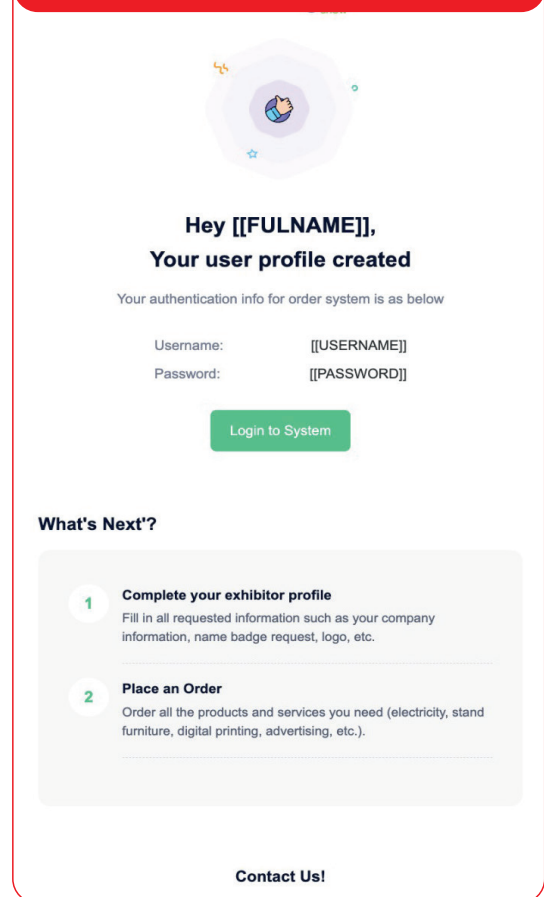 Hey [[FULNAME]],
Your user profile created
Your authentication info for order system is as below
Username: [[USERNAME]]
Password: [[PASSWORD]]
Login to System
What's Next'?
1 Complete your exhibitor profile
Fill in all requested information such as your company
information, name badge request, logo, etc.
2 Place an Order
Order all the products and services you need (electricity, stand
furniture, digital printing, advertising, etc.).
Contact Us!